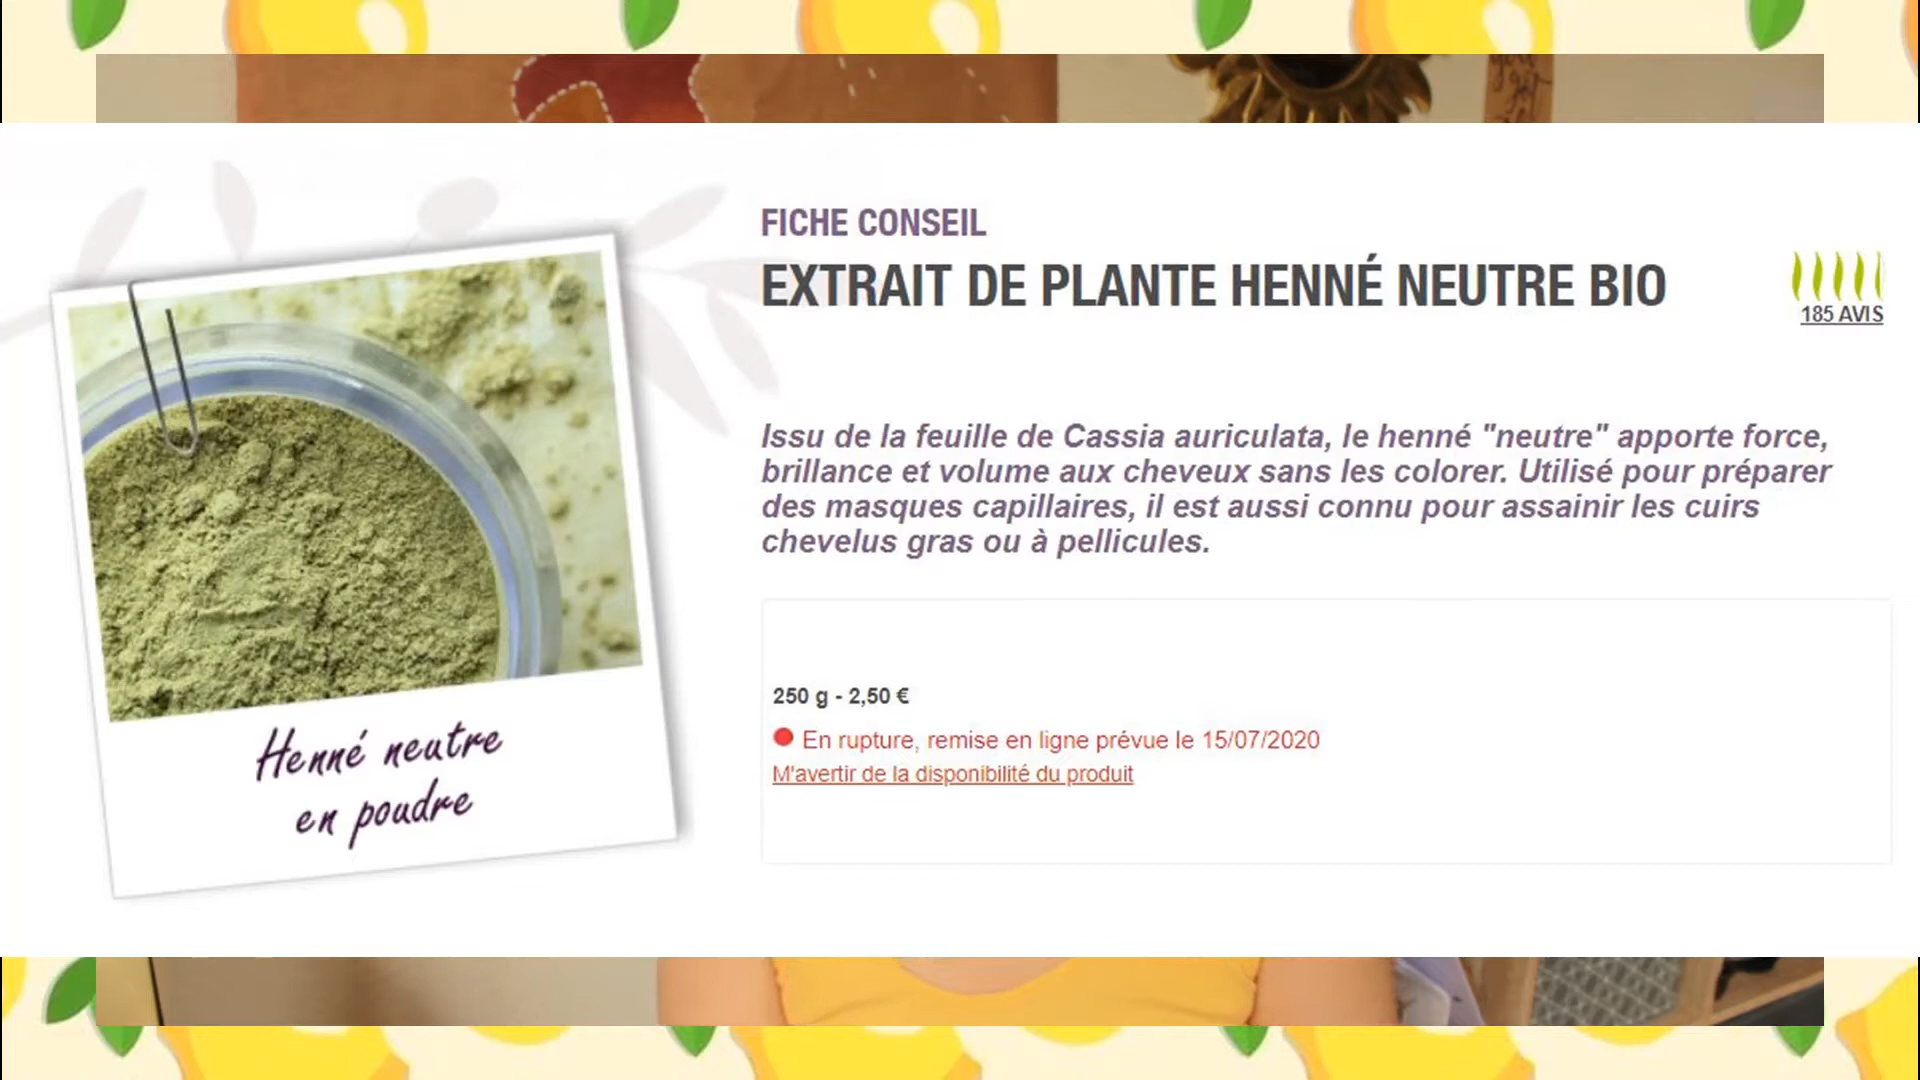 FICHE CONSEIL
EXTRAIT DE PLANTE HENNÉ NEUTRE BIO
185 AVIS
Issu de la feuille de Cassia auriculata, le henné "neutre" apporte force,
brillance et volume aux cheveux sans les colorer. Utilisé pour préparer
des masques capillaires, il est aussi connu pour assainir les cuirs
chevelus gras ou à pellicules.
250 g - 2,50 €
En rupture, remise en ligne prévue le 15/07/2020
M'avertir de la disponibilité du produit
Henné neutre
en poudre